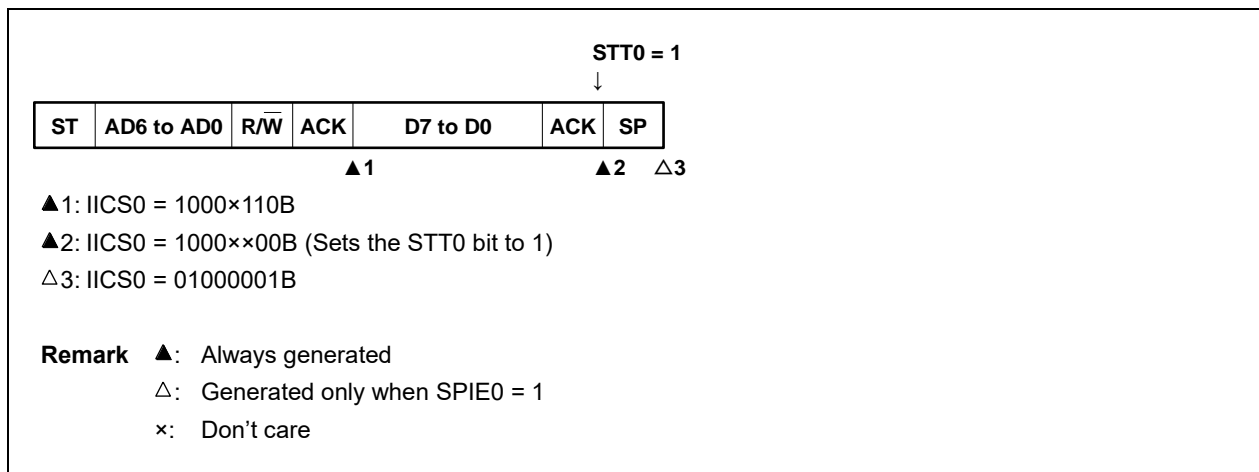 STT0 = 1
↓
ST AD6 to AD0 R/W̅ ACK D7 to D0 ACK SP
▲1 ▲2 △3
▲1: IICS0 = 1000×110B
▲2: IICS0 = 1000××00B (Sets the STT0 bit to 1)
△3: IICS0 = 01000001B
Remark ▲: Always generated
△: Generated only when SPIE0 = 1
×: Don’t care